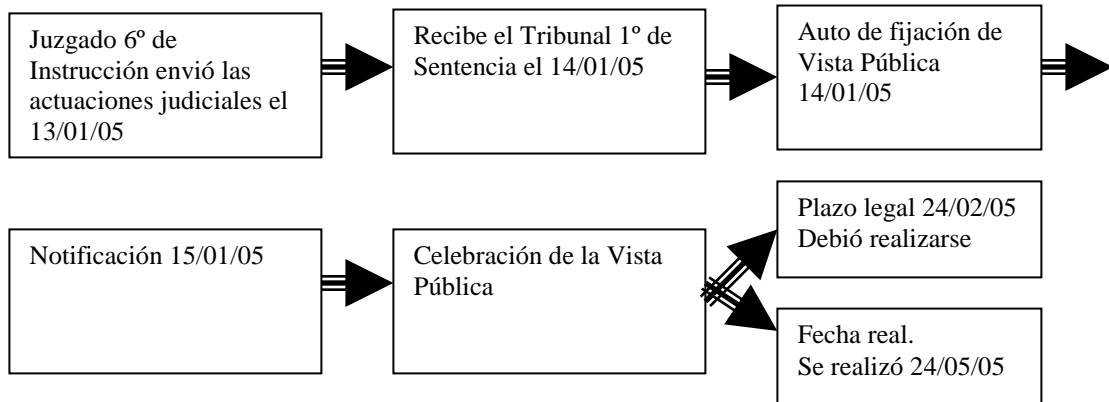 Juzgado 6º de
Instrucción envió las
actuaciones judiciales el
13/01/05
Recibe el Tribunal 1º de
Sentencia el 14/01/05
Auto de fijación de
Vista Pública
14/01/05
Notificación 15/01/05
Celebración de la Vista
Pública
Plazo legal 24/02/05
Debió realizarse
Fecha real.
Se realizó 24/05/05